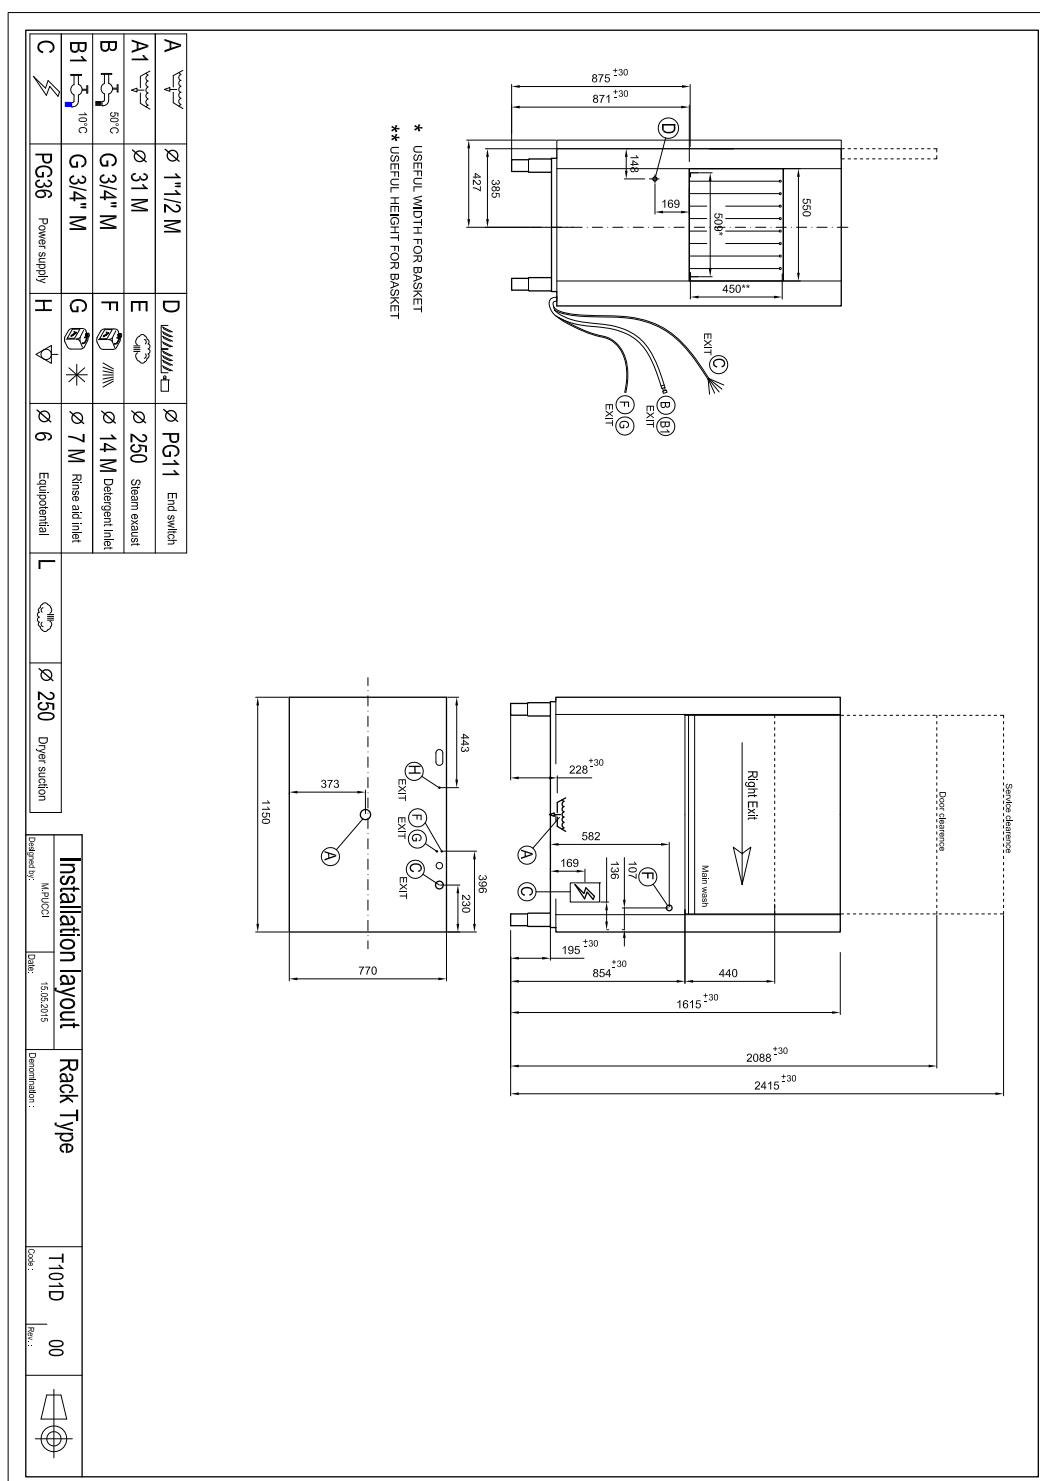 875 ±30
871 ±30
D
148
385
427
169
509*
550
450**
EXIT C
B B1
EXIT
F G
EXIT
* USEFUL WIDTH FOR BASKET
** USEFUL HEIGHT FOR BASKET
Service clearence
Door clearence
Right Exit
Main wash
228 ±30
582
169
136
107
A
C
F
195 ±30
854 ±30
440
1615 ±30
2088 ±30
2415 ±30
443
373
1150
H
EXIT
F G
EXIT
C
EXIT
A
396
230
770
A Ø 1"1/2 M D Ø PG11 End switch
A1 Ø 31 M E Ø 250 Steam exaust
B 50°C G 3/4" M F Ø 14 M Detergent inlet
B1 10°C G 3/4" M G Ø 7 M Rinse aid inlet
C PG36 Power supply H Ø 6 Equipotential L Ø 250 Dryer suction
Installation layout
Designed by: M.PUCCI
Date: 15.05.2015
Rack Type
Denomination :
T101D 00
Code : Rev. :